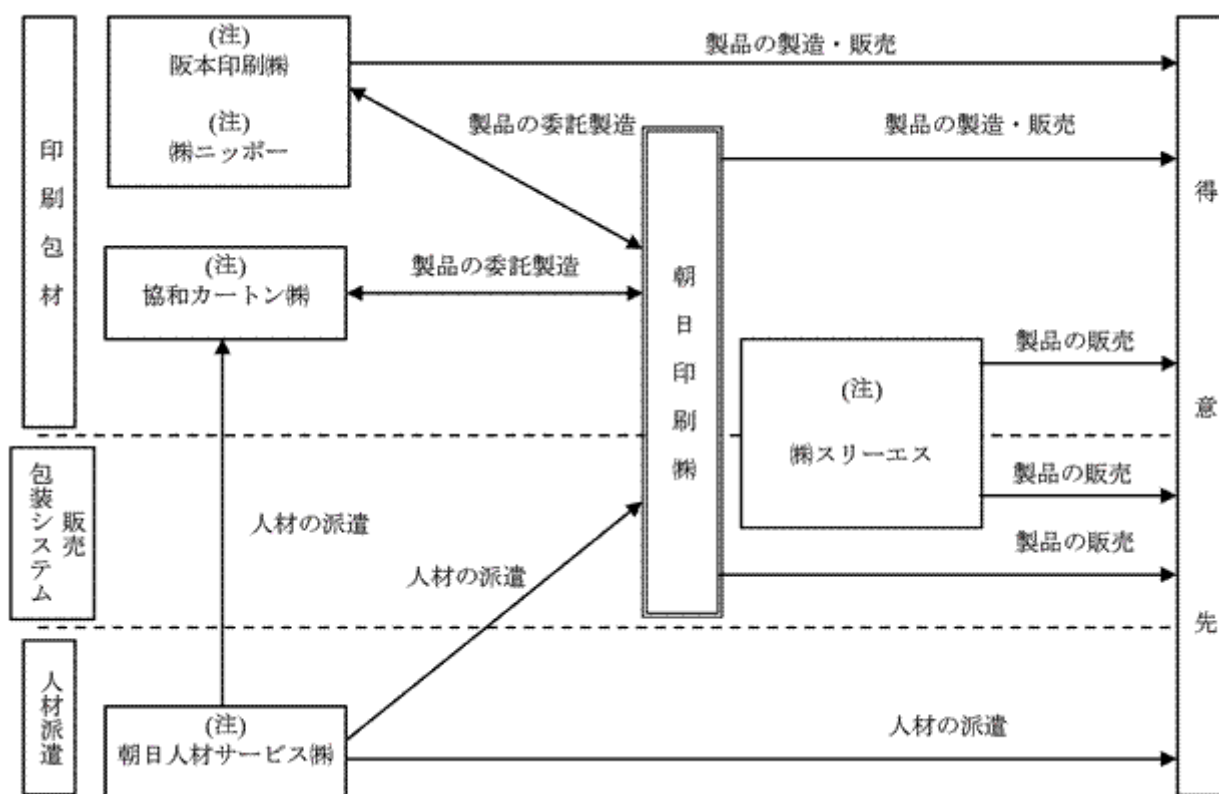 (注)
阪本印刷㈱
(注)
㈱ニッポー
製品の製造・販売
製品の委託製造
製品の製造・販売
印刷包材
(注)
協和カートン㈱
製品の委託製造
朝日印刷㈱
得意先
製品の販売
(注)
㈱スリーエス
製品の販売
製品の販売
販売
包装システム
人材の派遣
人材の派遣
人材派遣
(注)
朝日人材サービス㈱
人材の派遣